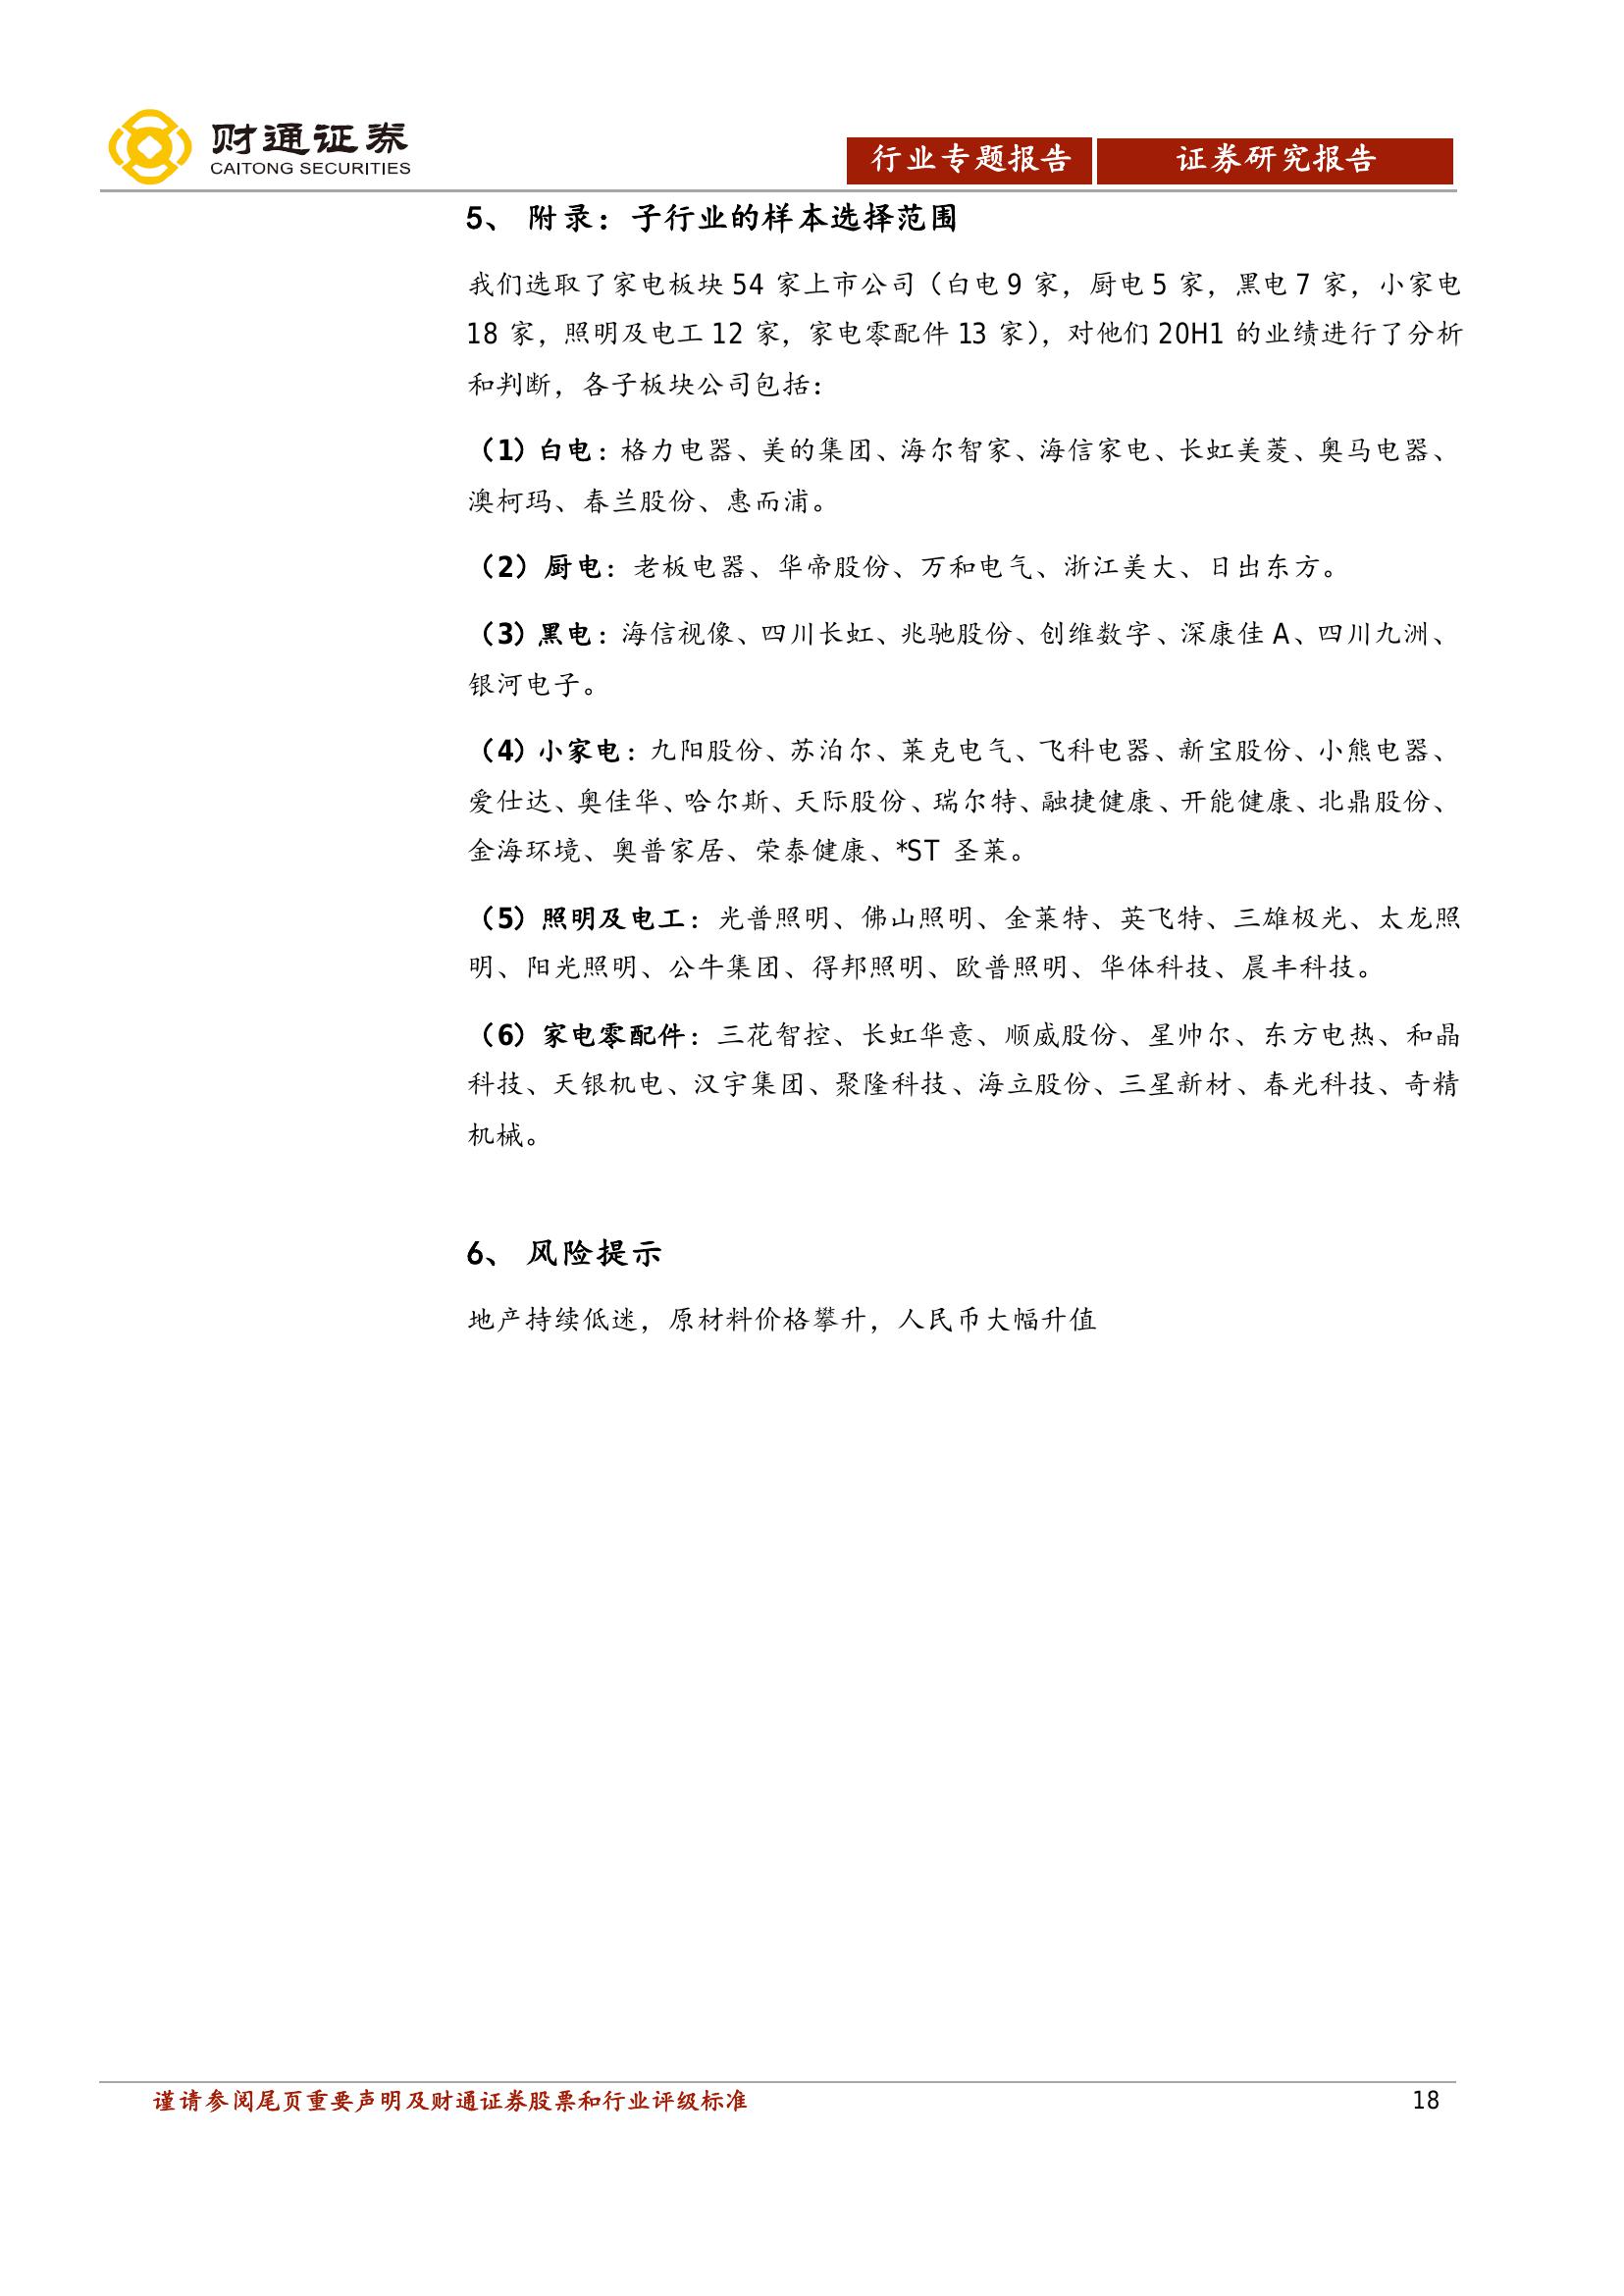 财通证券
CAITONG SECURITIES
行业专题报告
证券研究报告
5、 附录：子行业的样本选择范围
我们选取了家电板块 54 家上市公司（白电 9 家，厨电 5 家，黑电 7 家，小家电
18 家，照明及电工 12 家，家电零配件 13 家），对他们 20H1 的业绩进行了分析
和判断，各子板块公司包括：
（1）白电：格力电器、美的集团、海尔智家、海信家电、长虹美菱、奥马电器、
澳柯玛、春兰股份、惠而浦。
（2）厨电：老板电器、华帝股份、万和电气、浙江美大、日出东方。
（3）黑电：海信视像、四川长虹、兆驰股份、创维数字、深康佳 A、四川九洲、
银河电子。
（4）小家电：九阳股份、苏泊尔、莱克电气、飞科电器、新宝股份、小熊电器、
爱仕达、奥佳华、哈尔斯、天际股份、瑞尔特、融捷健康、开能健康、北鼎股份、
金海环境、奥普家居、荣泰健康、*ST 圣莱。
（5）照明及电工：光普照明、佛山照明、金莱特、英飞特、三雄极光、太龙照
明、阳光照明、公牛集团、得邦照明、欧普照明、华体科技、晨丰科技。
（6）家电零配件：三花智控、长虹华意、顺威股份、星帅尔、东方电热、和晶
科技、天银机电、汉宇集团、聚隆科技、海立股份、三星新材、春光科技、奇精
机械。
6、 风险提示
地产持续低迷，原材料价格攀升，人民币大幅升值
谨请参阅尾页重要声明及财通证券股票和行业评级标准
18